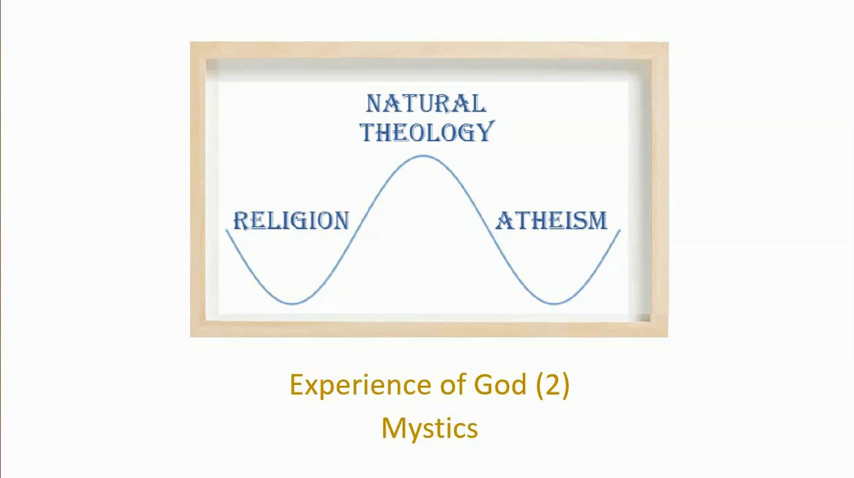 NATURAL
THEOLOGY
RELIGION
ATHEISM
Experience of God (2)
Mystics